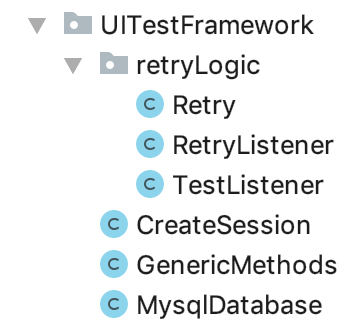 UITestFramework
retryLogic
C Retry
C RetryListener
C TestListener
C CreateSession
C GenericMethods
C MysqlDatabase